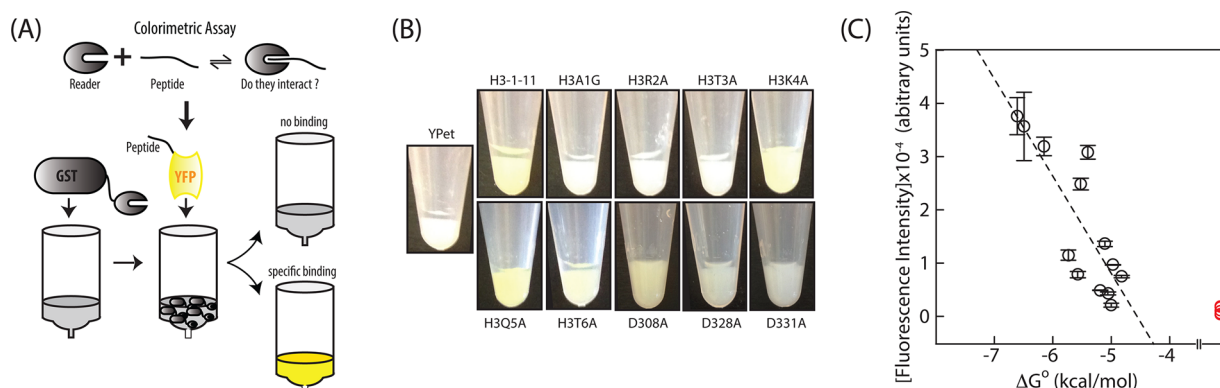 (A)
Colorimetric Assay
+
Reader
Peptide
Do they interact ?
Peptide
GST
YFP
no binding
specific binding
(B)
H3-1-11 H3A1G H3R2A H3T3A H3K4A
YPet
H3Q5A H3T6A D308A D328A D331A
(C)
[Fluorescence Intensity]x10⁻⁴ (abitrary units)
5
4
3
2
1
0
-7 -6 -5 -4
ΔG° (kcal/mol)